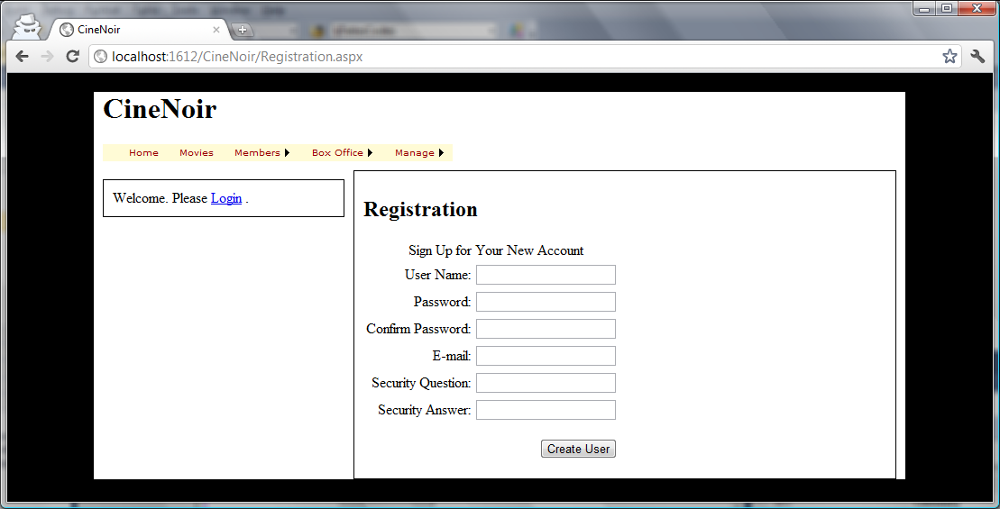 CineNoir
localhost:1612/CineNoir/Registration.aspx
CineNoir
Home Movies Members Box Office Manage
Welcome. Please Login .
Registration
Sign Up for Your New Account
User Name:
Password:
Confirm Password:
E-mail:
Security Question:
Security Answer:
Create User